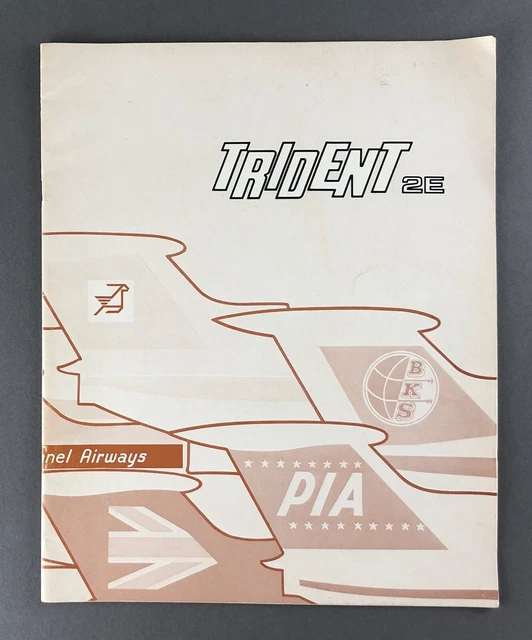 TRIDENT 2E
BKS
nel Airways
PIA